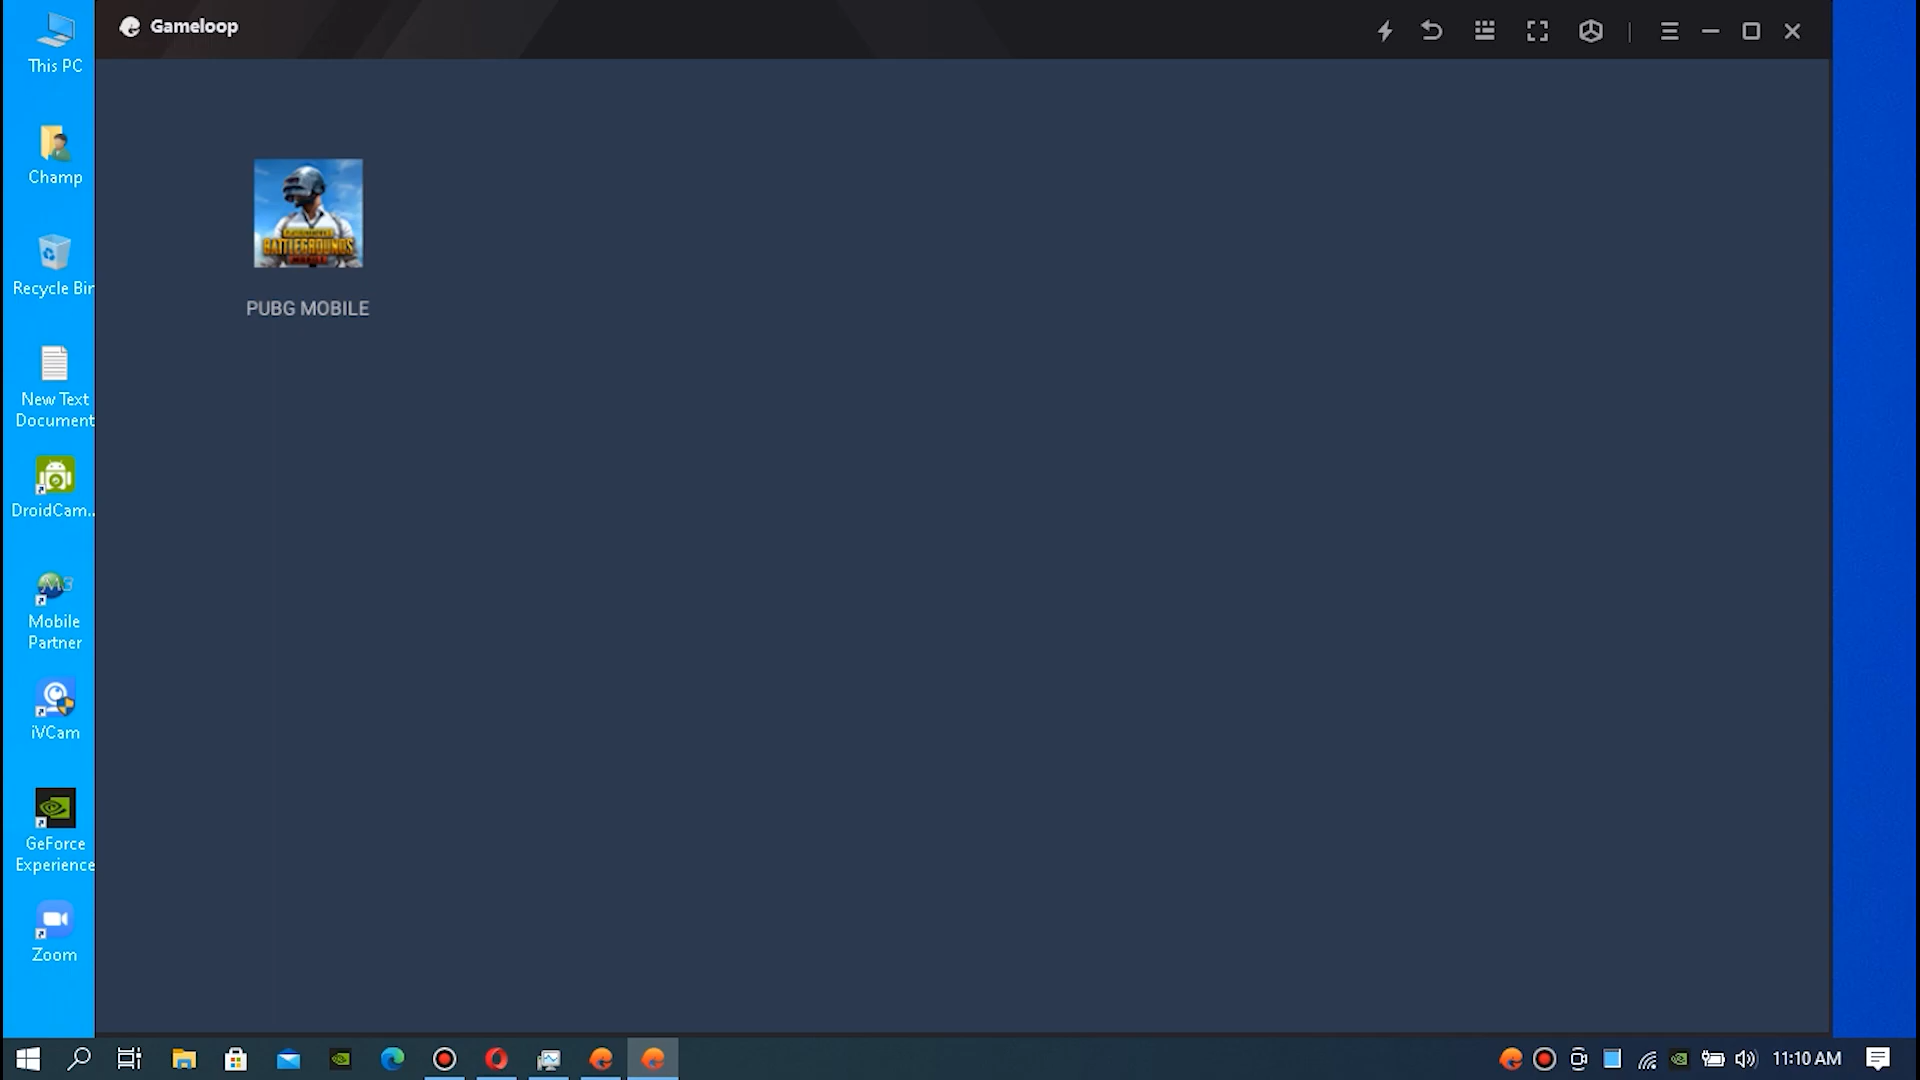 Gameloop
This PC
Champ
Recycle Bin
New Text
Document
DroidCam..
Mobile
Partner
iVCam
GeForce
Experience
Zoom
BATTLEGROUNDS
PUBG MOBILE
11:10 AM